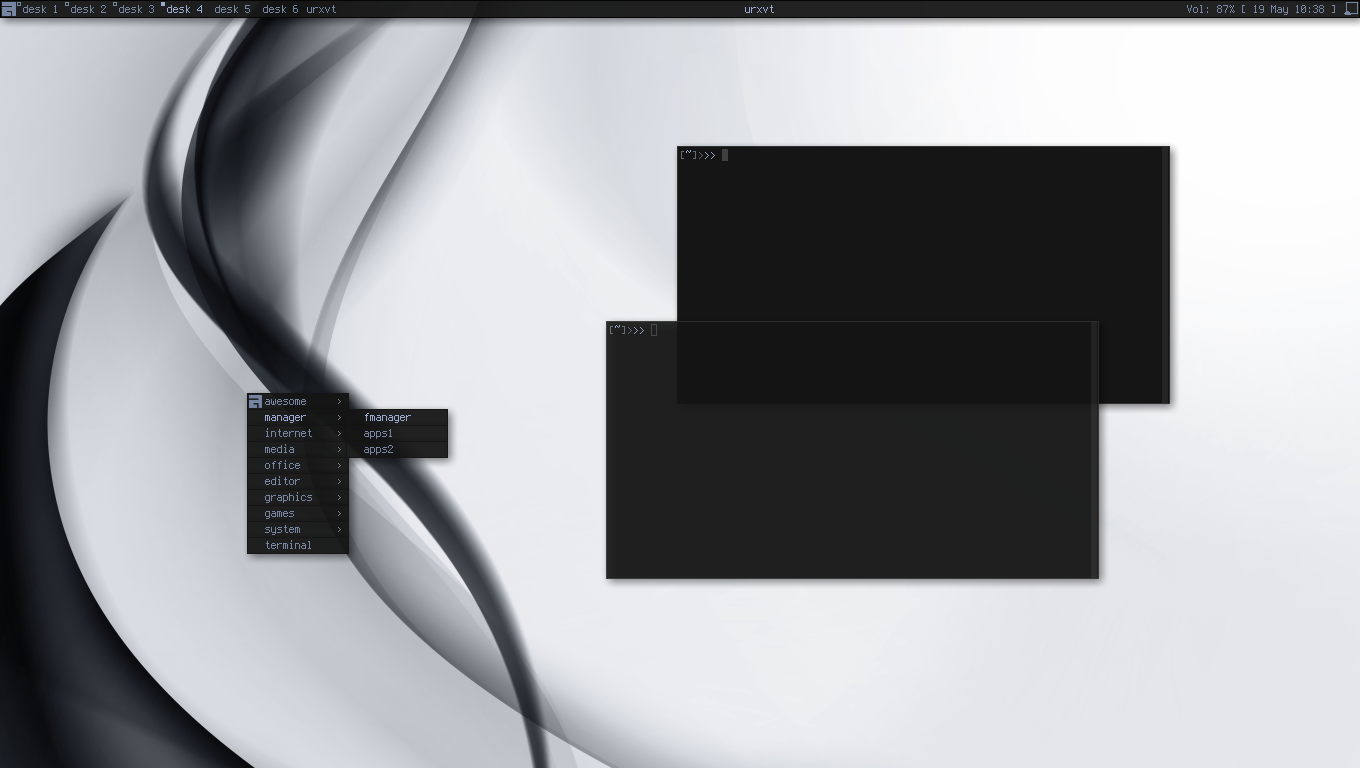 desk 1 desk 2 desk 3 desk 4 desk 5 desk 6 urxvt urxvt Vol: 87% [ 19 May 10:38 ]
[~]>>>
[~]>>>
awesome >
manager > fmanager
internet > apps1
media > apps2
office >
editor >
graphics >
games >
system >
terminal